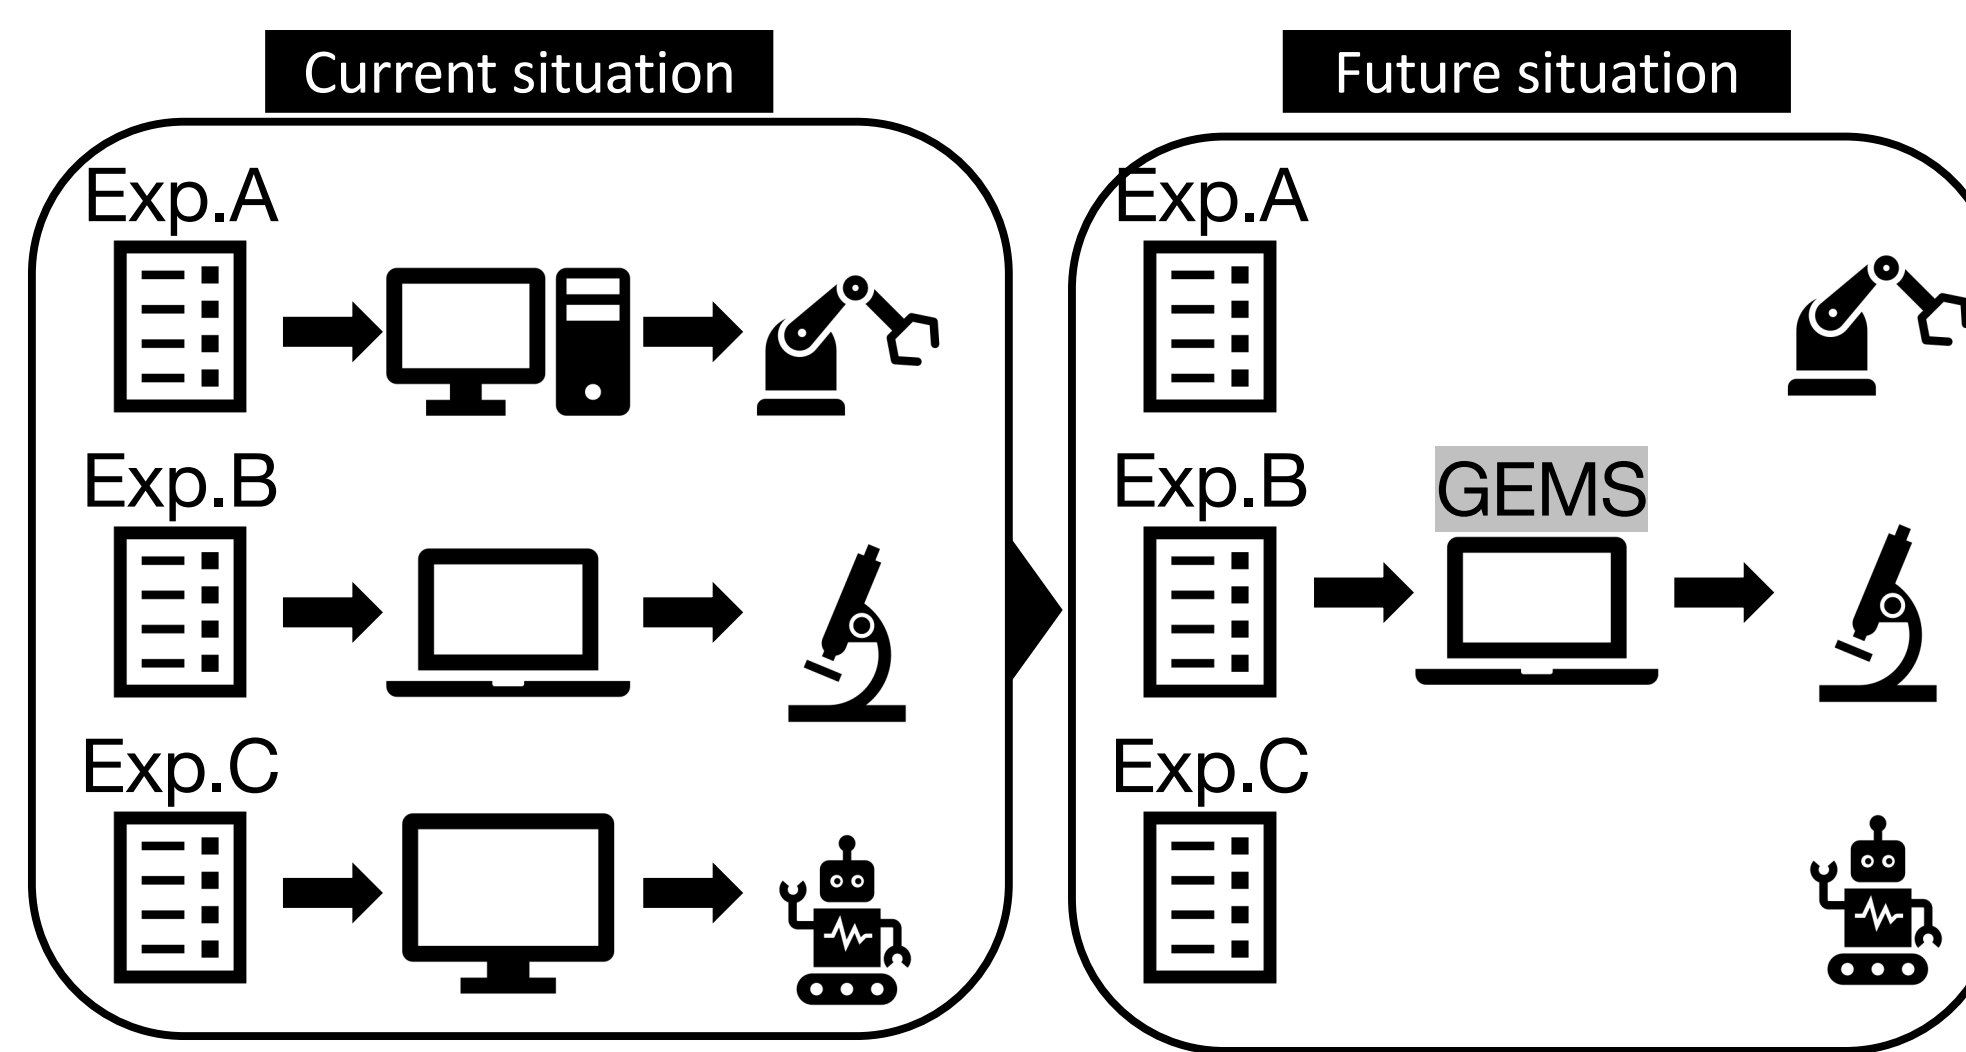 Current situation
Exp.A
Exp.B
Exp.C
Future situation
Exp.A
Exp.B
GEMS
Exp.C